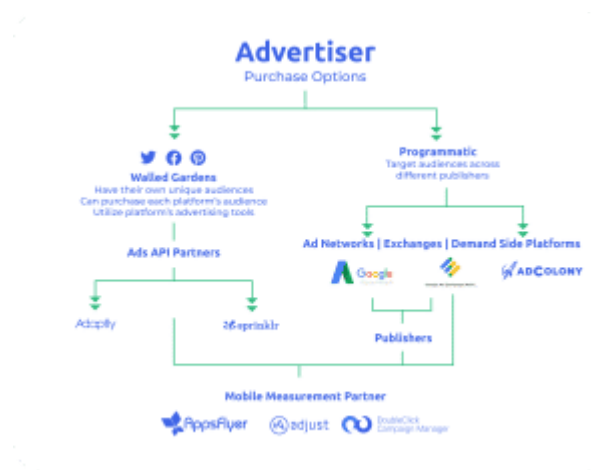 Advertiser
Purchase Options
Walled Gardens
Have their own unique audiences
Can purchase each platform's audience
Utilize platform's advertising tools
Programmatic
Target audiences across
different publishers
Ads API Partners
Ad Networks | Exchanges | Demand Side Platforms
Google
ADCOLONY
Adaptly
sprinklr
Publishers
Mobile Measurement Partner
AppsFlyer
adjust
DoubleClick
Campaign Manager